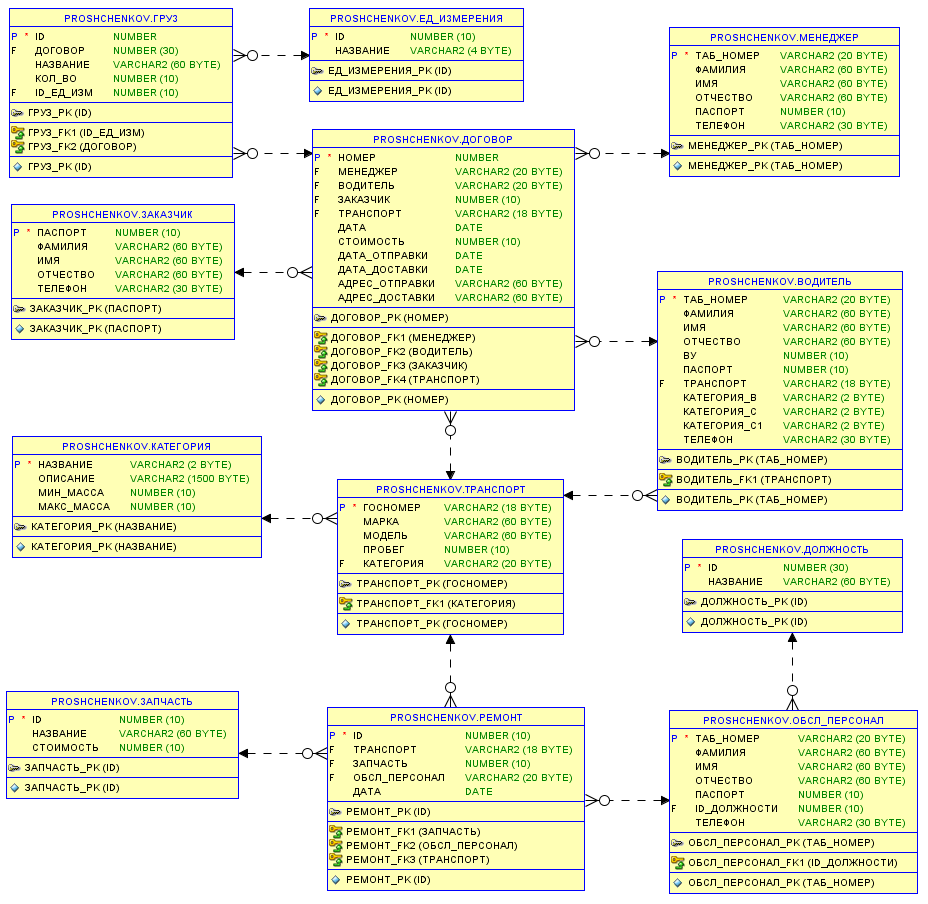 PROSHCHENKOV.ГРУЗ
P * ID NUMBER
F ДОГОВОР NUMBER (30)
НАЗВАНИЕ VARCHAR2 (60 BYTE)
КОЛ_ВО NUMBER (10)
F ID_ЕД_ИЗМ NUMBER (10)
ГРУЗ_PK (ID)
ГРУЗ_FK1 (ID_ЕД_ИЗМ)
ГРУЗ_FK2 (ДОГОВОР)
ГРУЗ_PK (ID)
PROSHCHENKOV.ЕД_ИЗМЕРЕНИЯ
P * ID NUMBER (10)
НАЗВАНИЕ VARCHAR2 (4 BYTE)
ЕД_ИЗМЕРЕНИЯ_PK (ID)
ЕД_ИЗМЕРЕНИЯ_PK (ID)
PROSHCHENKOV.МЕНЕДЖЕР
P * ТАБ_НОМЕР VARCHAR2 (20 BYTE)
ФАМИЛИЯ VARCHAR2 (60 BYTE)
ИМЯ VARCHAR2 (60 BYTE)
ОТЧЕСТВО VARCHAR2 (60 BYTE)
ПАСПОРТ NUMBER (10)
ТЕЛЕФОН VARCHAR2 (30 BYTE)
МЕНЕДЖЕР_PK (ТАБ_НОМЕР)
МЕНЕДЖЕР_PK (ТАБ_НОМЕР)
PROSHCHENKOV.ДОГОВОР
P * НОМЕР NUMBER
F МЕНЕДЖЕР VARCHAR2 (20 BYTE)
F ВОДИТЕЛЬ VARCHAR2 (20 BYTE)
F ЗАКАЗЧИК NUMBER (10)
F ТРАНСПОРТ VARCHAR2 (18 BYTE)
ДАТА DATE
СТОИМОСТЬ NUMBER (10)
ДАТА_ОТПРАВКИ DATE
ДАТА_ДОСТАВКИ DATE
АДРЕС_ОТПРАВКИ VARCHAR2 (60 BYTE)
АДРЕС_ДОСТАВКИ VARCHAR2 (60 BYTE)
ДОГОВОР_PK (НОМЕР)
ДОГОВОР_FK1 (МЕНЕДЖЕР)
ДОГОВОР_FK2 (ВОДИТЕЛЬ)
ДОГОВОР_FK3 (ЗАКАЗЧИК)
ДОГОВОР_FK4 (ТРАНСПОРТ)
ДОГОВОР_PK (НОМЕР)
PROSHCHENKOV.ЗАКАЗЧИК
P * ПАСПОРТ NUMBER (10)
ФАМИЛИЯ VARCHAR2 (60 BYTE)
ИМЯ VARCHAR2 (60 BYTE)
ОТЧЕСТВО VARCHAR2 (60 BYTE)
ТЕЛЕФОН VARCHAR2 (30 BYTE)
ЗАКАЗЧИК_PK (ПАСПОРТ)
ЗАКАЗЧИК_PK (ПАСПОРТ)
PROSHCHENKOV.ВОДИТЕЛЬ
P * ТАБ_НОМЕР VARCHAR2 (20 BYTE)
ФАМИЛИЯ VARCHAR2 (60 BYTE)
ИМЯ VARCHAR2 (60 BYTE)
ОТЧЕСТВО VARCHAR2 (60 BYTE)
ВУ NUMBER (10)
ПАСПОРТ NUMBER (10)
F ТРАНСПОРТ VARCHAR2 (18 BYTE)
КАТЕГОРИЯ_B VARCHAR2 (2 BYTE)
КАТЕГОРИЯ_C VARCHAR2 (2 BYTE)
КАТЕГОРИЯ_C1 VARCHAR2 (2 BYTE)
ТЕЛЕФОН VARCHAR2 (30 BYTE)
ВОДИТЕЛЬ_PK (ТАБ_НОМЕР)
ВОДИТЕЛЬ_FK1 (ТРАНСПОРТ)
ВОДИТЕЛЬ_PK (ТАБ_НОМЕР)
PROSHCHENKOV.КАТЕГОРИЯ
P * НАЗВАНИЕ VARCHAR2 (2 BYTE)
ОПИСАНИЕ VARCHAR2 (1500 BYTE)
МИН_МАССА NUMBER (10)
МАКС_МАССА NUMBER (10)
КАТЕГОРИЯ_PK (НАЗВАНИЕ)
КАТЕГОРИЯ_PK (НАЗВАНИЕ)
PROSHCHENKOV.ТРАНСПОРТ
P * ГОСНОМЕР VARCHAR2 (18 BYTE)
МАРКА VARCHAR2 (60 BYTE)
МОДЕЛЬ VARCHAR2 (60 BYTE)
ПРОБЕГ NUMBER (10)
F КАТЕГОРИЯ VARCHAR2 (20 BYTE)
ТРАНСПОРТ_PK (ГОСНОМЕР)
ТРАНСПОРТ_FK1 (КАТЕГОРИЯ)
ТРАНСПОРТ_PK (ГОСНОМЕР)
PROSHCHENKOV.ДОЛЖНОСТЬ
P * ID NUMBER (30)
НАЗВАНИЕ VARCHAR2 (60 BYTE)
ДОЛЖНОСТЬ_PK (ID)
ДОЛЖНОСТЬ_PK (ID)
PROSHCHENKOV.ЗАПЧАСТЬ
P * ID NUMBER (10)
НАЗВАНИЕ VARCHAR2 (60 BYTE)
СТОИМОСТЬ NUMBER (10)
ЗАПЧАСТЬ_PK (ID)
ЗАПЧАСТЬ_PK (ID)
PROSHCHENKOV.РЕМОНТ
P * ID NUMBER (10)
F ТРАНСПОРТ VARCHAR2 (18 BYTE)
F ЗАПЧАСТЬ NUMBER (10)
F ОБСЛ_ПЕРСОНАЛ VARCHAR2 (20 BYTE)
ДАТА DATE
РЕМОНТ_PK (ID)
РЕМОНТ_FK1 (ЗАПЧАСТЬ)
РЕМОНТ_FK2 (ОБСЛ_ПЕРСОНАЛ)
РЕМОНТ_FK3 (ТРАНСПОРТ)
РЕМОНТ_PK (ID)
PROSHCHENKOV.ОБСЛ_ПЕРСОНАЛ
P * ТАБ_НОМЕР VARCHAR2 (20 BYTE)
ФАМИЛИЯ VARCHAR2 (60 BYTE)
ИМЯ VARCHAR2 (60 BYTE)
ОТЧЕСТВО VARCHAR2 (60 BYTE)
ПАСПОРТ NUMBER (10)
F ID_ДОЛЖНОСТИ NUMBER (10)
ТЕЛЕФОН VARCHAR2 (30 BYTE)
ОБСЛ_ПЕРСОНАЛ_PK (ТАБ_НОМЕР)
ОБСЛ_ПЕРСОНАЛ_FK1 (ID_ДОЛЖНОСТИ)
ОБСЛ_ПЕРСОНАЛ_PK (ТАБ_НОМЕР)